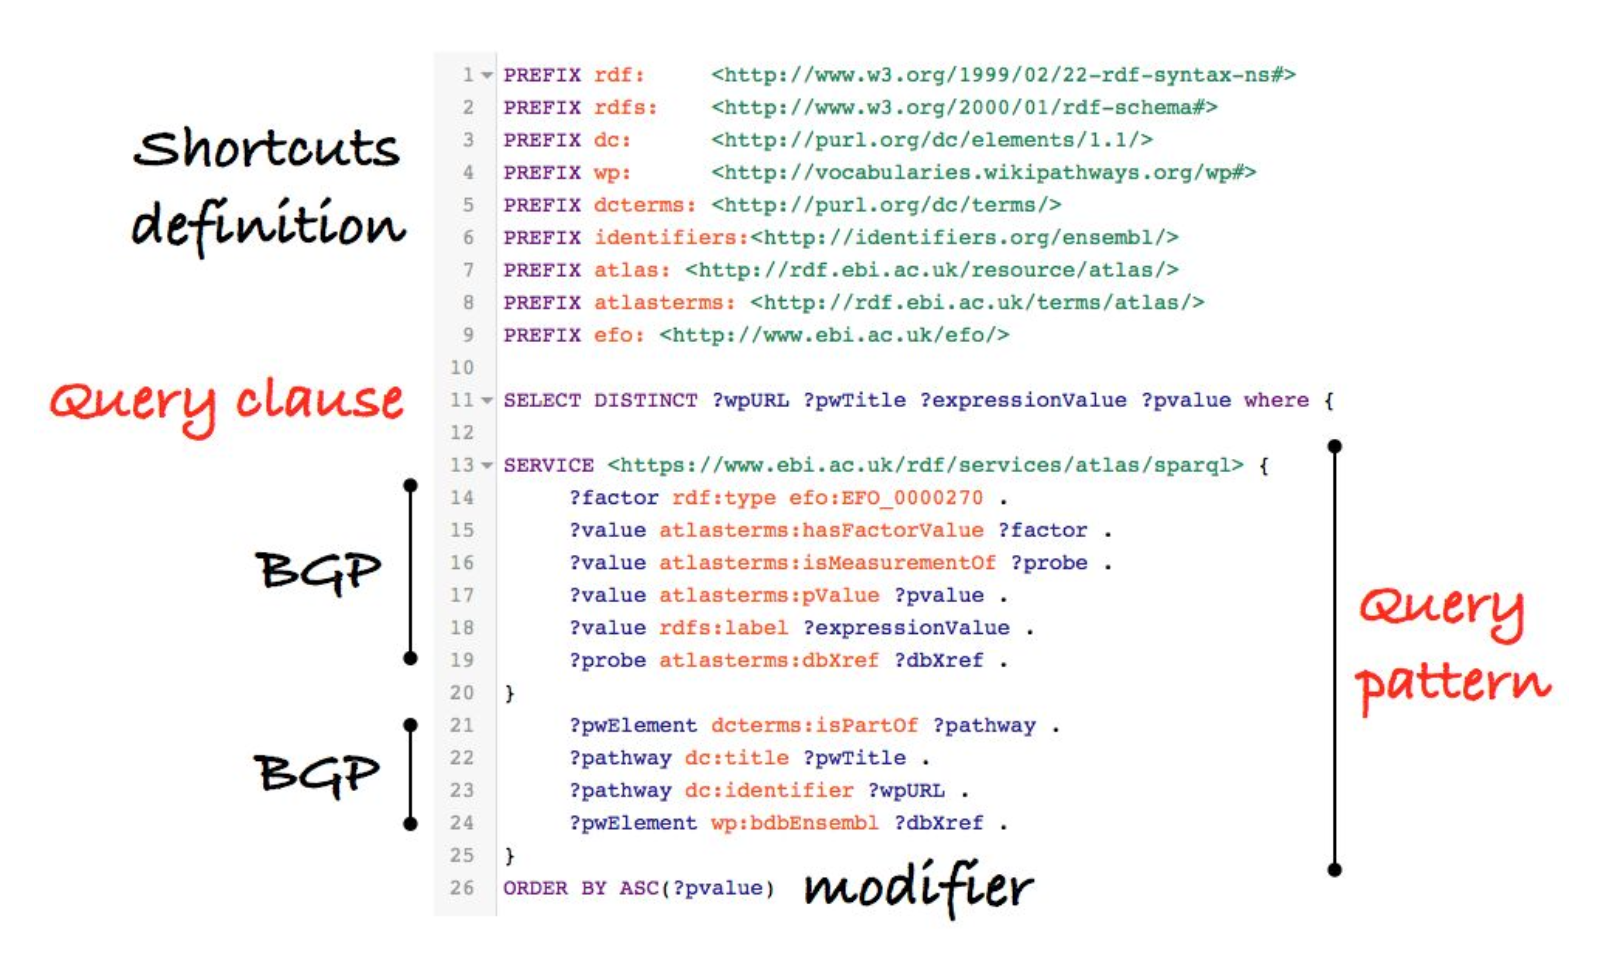 Shortcuts
definition
1 PREFIX rdf: <http://www.w3.org/1999/02/22-rdf-syntax-ns#>
2 PREFIX rdfs: <http://www.w3.org/2000/01/rdf-schema#>
3 PREFIX dc: <http://purl.org/dc/elements/1.1/>
4 PREFIX wp: <http://vocabularies.wikipathways.org/wp#>
5 PREFIX dcterms: <http://purl.org/dc/terms/>
6 PREFIX identifiers:<http://identifiers.org/ensembl/>
7 PREFIX atlas: <http://rdf.ebi.ac.uk/resource/atlas/>
8 PREFIX atlasterms: <http://rdf.ebi.ac.uk/terms/atlas/>
9 PREFIX efo: <http://www.ebi.ac.uk/efo/>
10
Query clause
11 SELECT DISTINCT ?wpURL ?pwTitle ?expressionValue ?pvalue where {
12
13 SERVICE <https://www.ebi.ac.uk/rdf/services/atlas/sparql> {
BGP
14 ?factor rdf:type efo:EFO_0000270 .
15 ?value atlasterms:hasFactorValue ?factor .
16 ?value atlasterms:isMeasurementOf ?probe .
17 ?value atlasterms:pValue ?pvalue .
18 ?value rdfs:label ?expressionValue .
19 ?probe atlasterms:dbXref ?dbXref .
20 }
BGP
21 ?pwElement dcterms:isPartOf ?pathway .
22 ?pathway dc:title ?pwTitle .
23 ?pathway dc:identifier ?wpURL .
24 ?pwElement wp:bdbEnsembl ?dbXref .
25 }
26 ORDER BY ASC(?pvalue)
modifier
Query
pattern